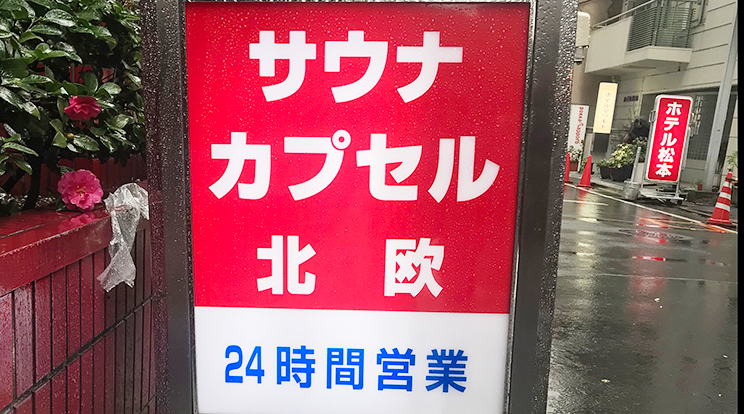 サウナ
カプセル
北欧
24時間営業
ホテル松本